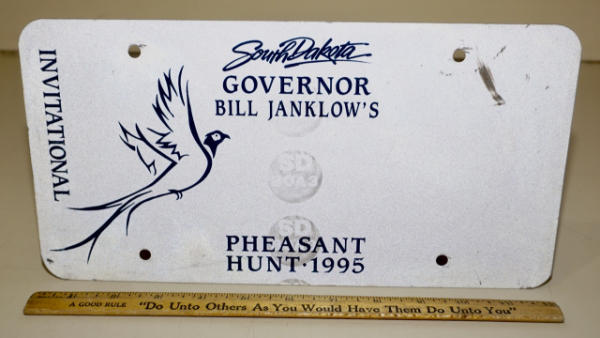 South Dakota
GOVERNOR
BILL JANKLOW'S
INVITATIONAL
SD
PHEASANT
HUNT·1995
A GOOD RULE "Do Unto Others As You Would Have Them Do Unto You"